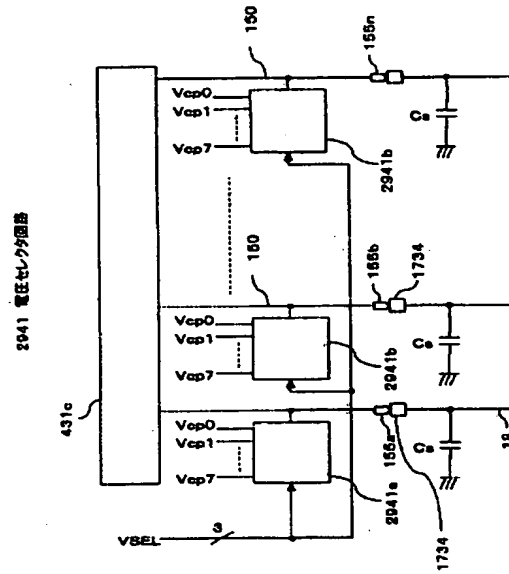 2941 電圧セレクタ回路
431c
150
155n
Vcp0
Vcp1
Vcp7
2941b
Cs
150
155b
1734
Vcp0
Vcp1
Vcp7
2941b
Cs
Vcp0
Vcp1
Vcp7
155a
2941a
Cs
VSEL
3
1734